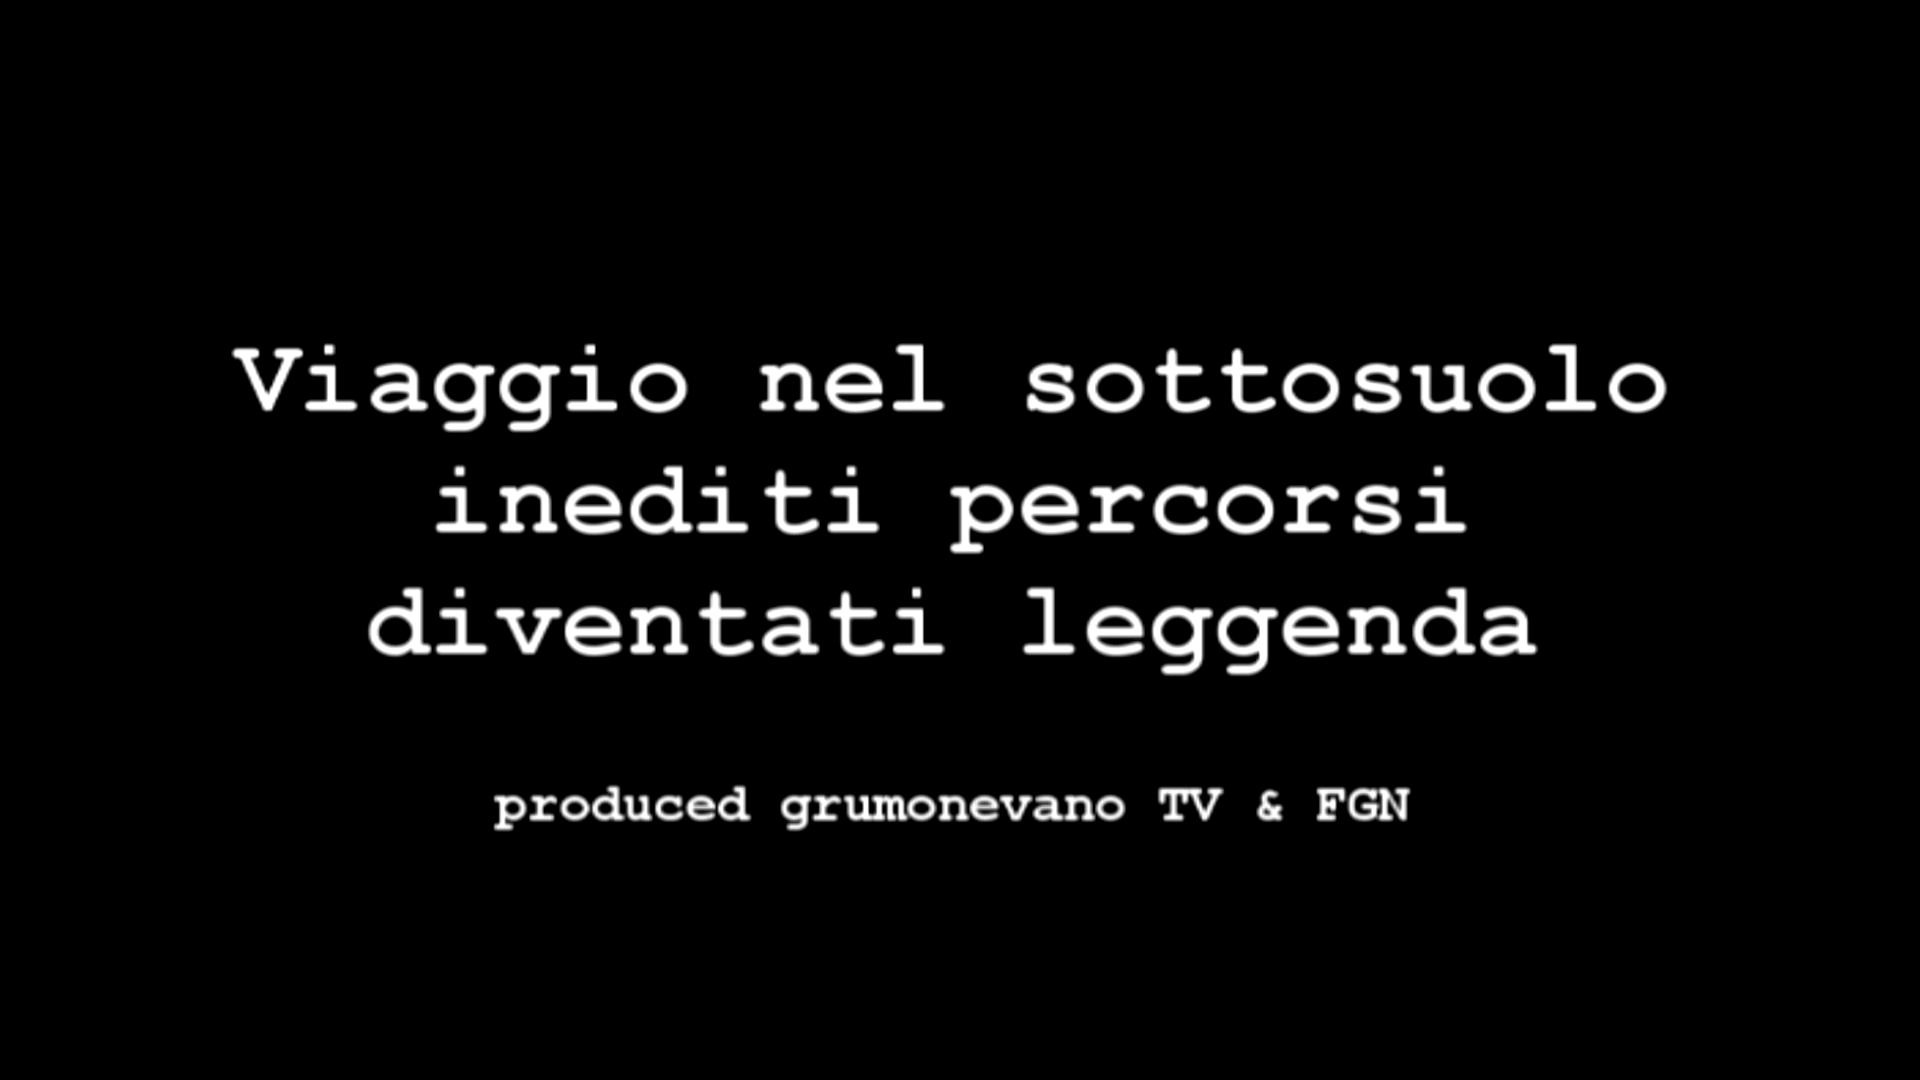 Viaggio nel sottosuolo
inediti percorsi
diventati leggenda
produced grumonevano TV & FGN